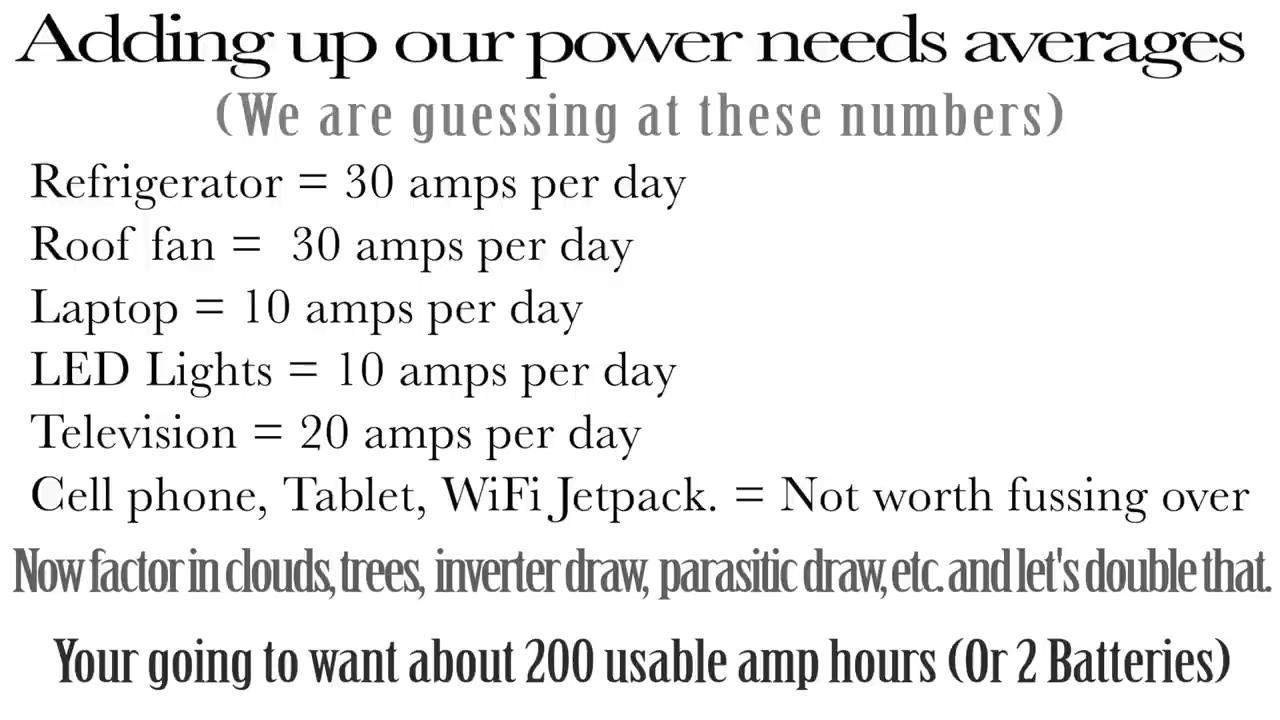 Adding up our power needs averages
(We are guessing at these numbers)
Refrigerator = 30 amps per day
Roof fan = 30 amps per day
Laptop = 10 amps per day
LED Lights = 10 amps per day
Television = 20 amps per day
Cell phone, Tablet, WiFi Jetpack. = Not worth fussing over
Now factor in clouds, trees, inverter draw, parasitic draw, etc. and let's double that.
Your going to want about 200 usable amp hours (Or 2 Batteries)